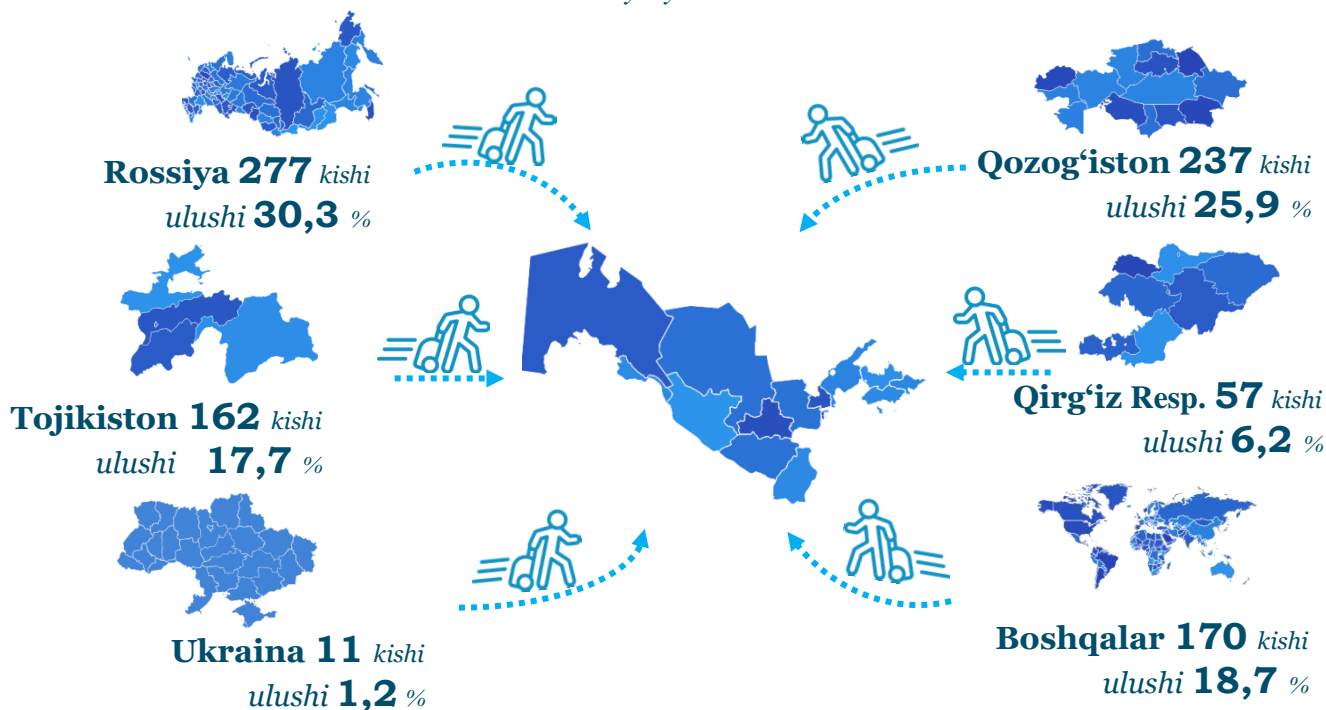 Rossiya 277 kishi
ulushi 30,3 %
Qozog‘iston 237 kishi
ulushi 25,9 %
Tojikiston 162 kishi
ulushi 17,7 %
Qirg‘iz Resp. 57 kishi
ulushi 6,2 %
Ukraina 11 kishi
ulushi 1,2 %
Boshqalar 170 kishi
ulushi 18,7 %